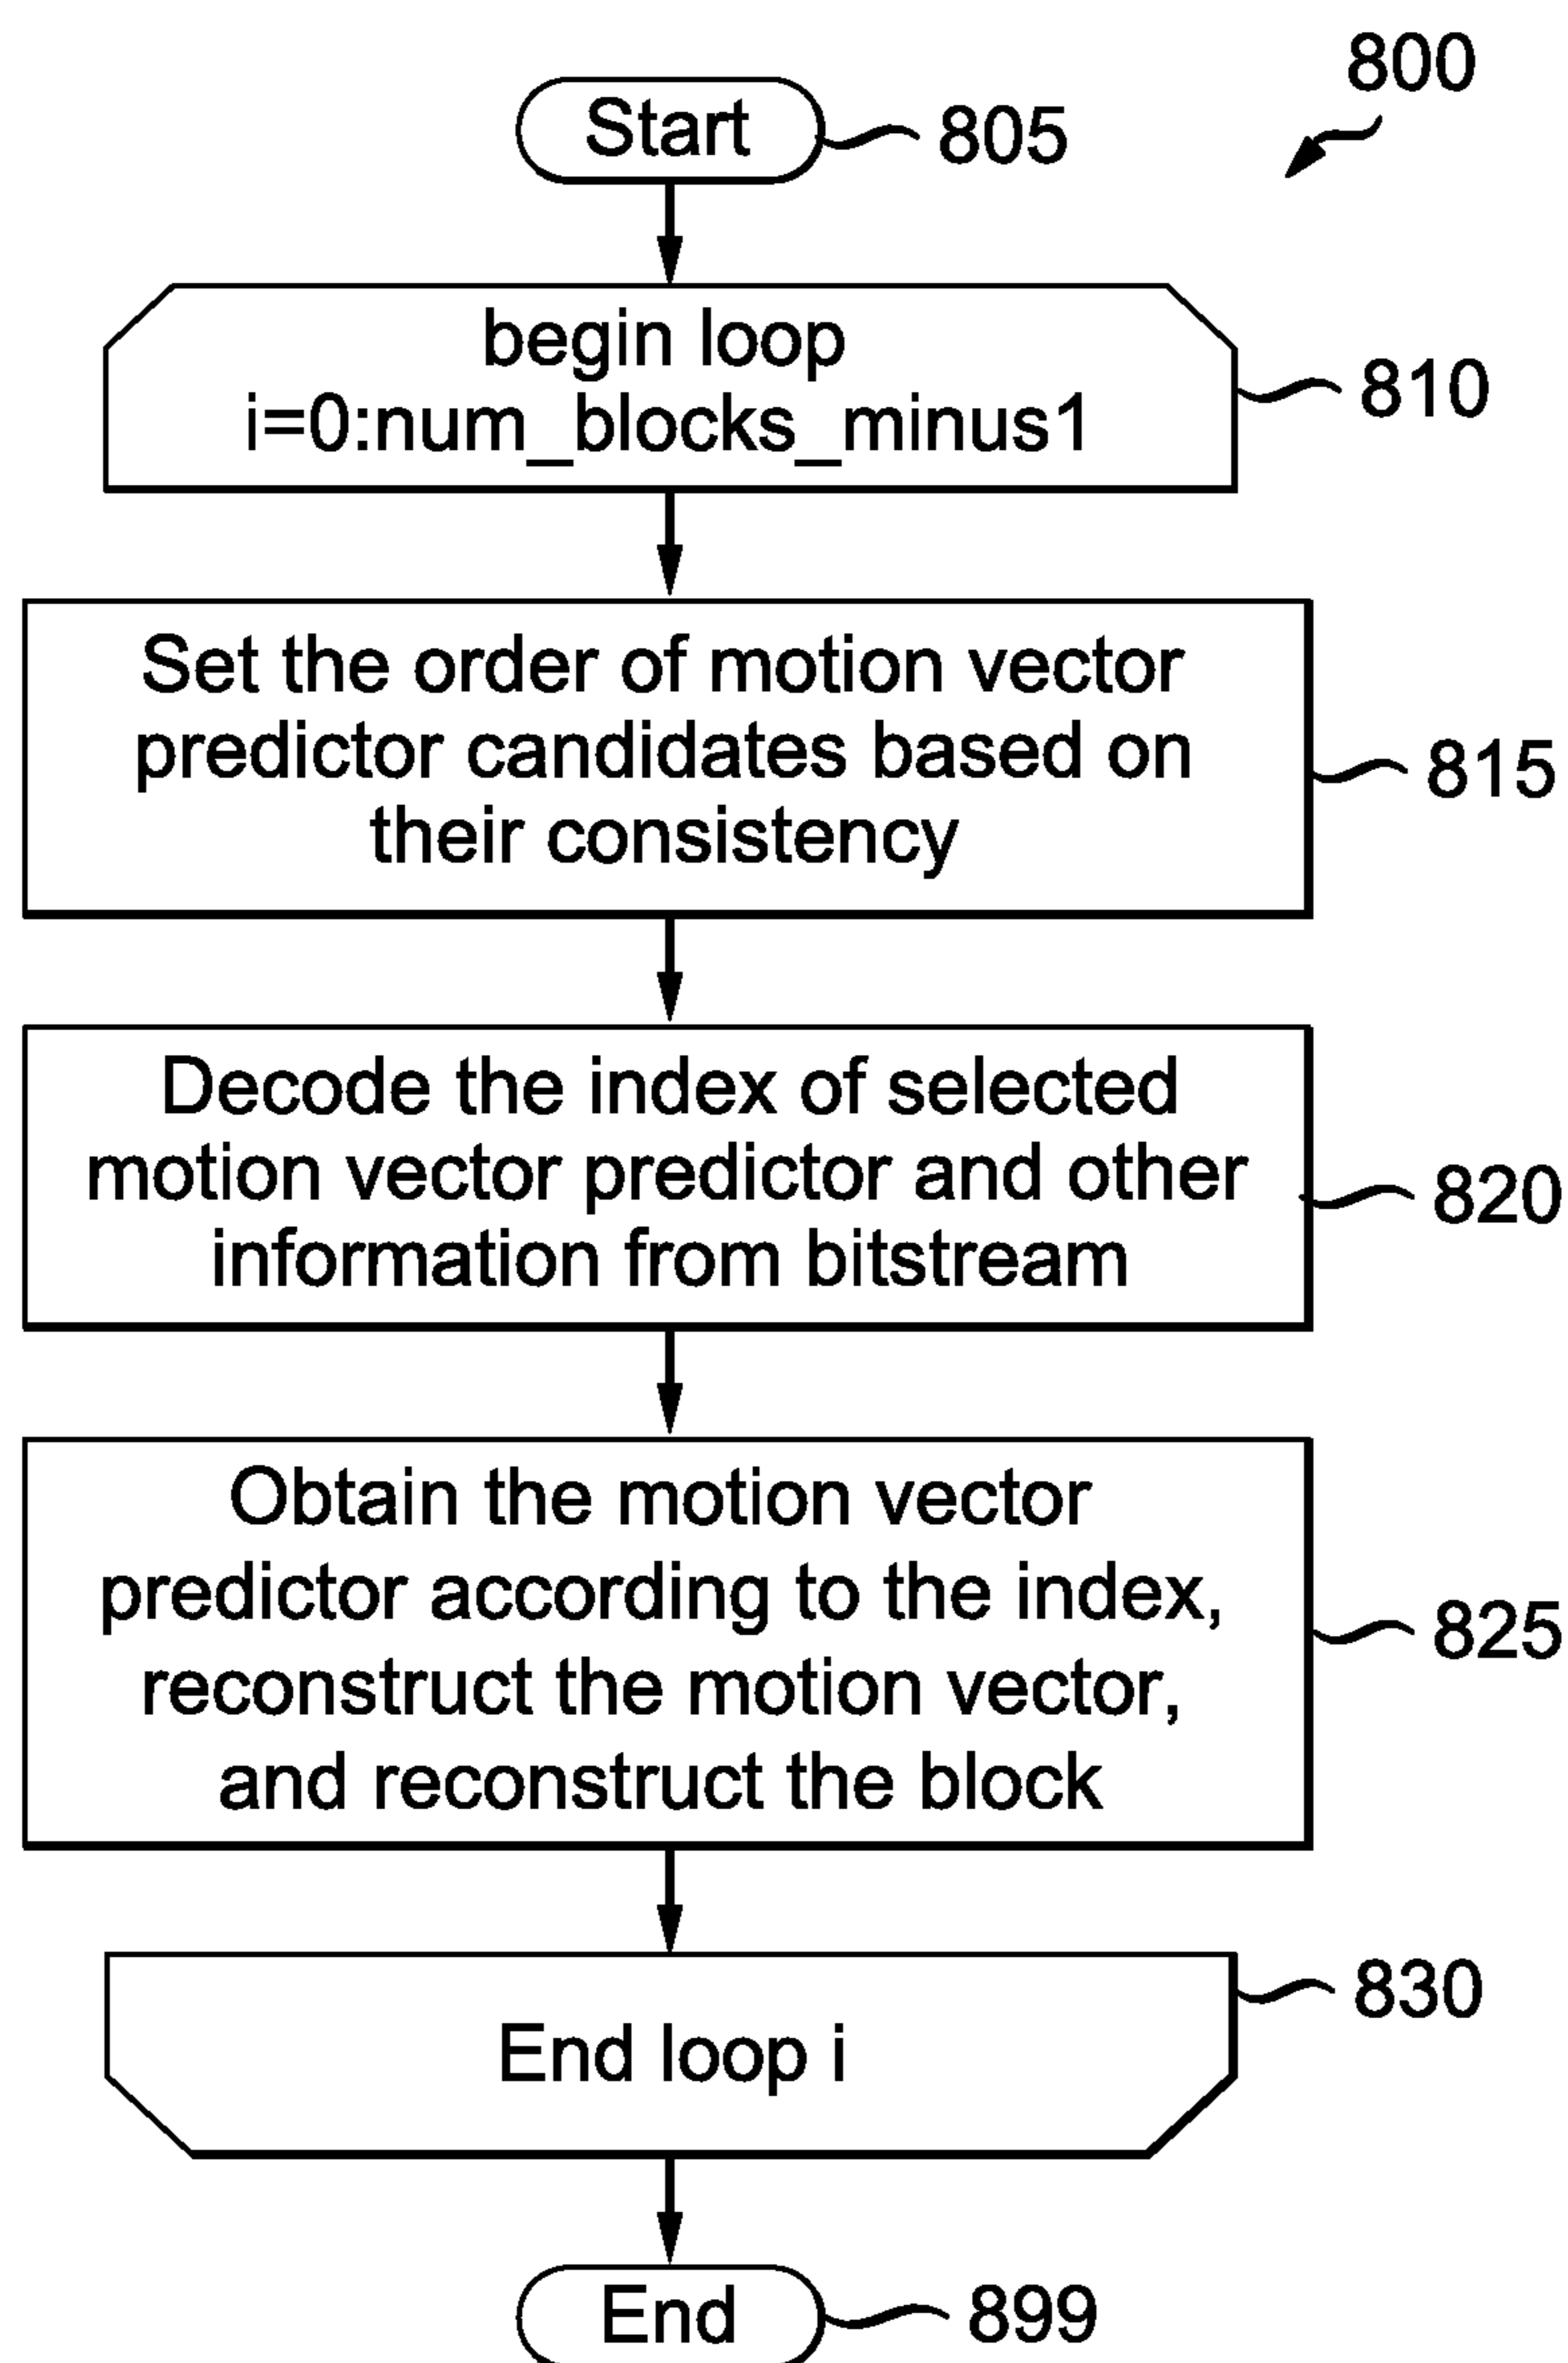 800
Start
805
begin loop
i=0:num_blocks_minus1
810
Set the order of motion vector
predictor candidates based on
their consistency
815
Decode the index of selected
motion vector predictor and other
information from bitstream
820
Obtain the motion vector
predictor according to the index,
reconstruct the motion vector,
and reconstruct the block
825
End loop i
830
End
899